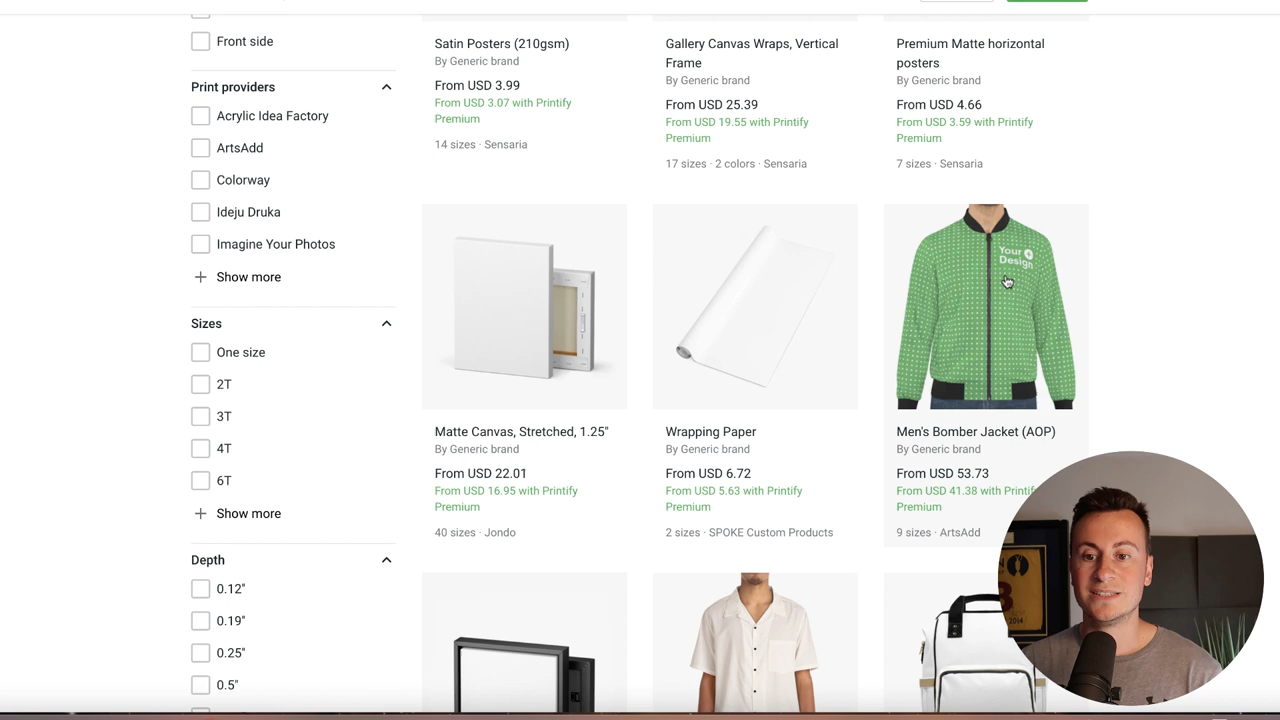 Front side
Print providers
Acrylic Idea Factory
ArtsAdd
Colorway
Ideju Druka
Imagine Your Photos
Show more
Sizes
One size
2T
3T
4T
6T
Show more
Depth
0.12"
0.19"
0.25"
0.5"
Satin Posters (210gsm)
By Generic brand
From USD 3.99
From USD 3.07 with Printify
Premium
14 sizes · Sensaria
Gallery Canvas Wraps, Vertical
Frame
By Generic brand
From USD 25.39
From USD 19.55 with Printify
Premium
17 sizes · 2 colors · Sensaria
Premium Matte horizontal
posters
By Generic brand
From USD 4.66
From USD 3.59 with Printify
Premium
7 sizes · Sensaria
Matte Canvas, Stretched, 1.25"
By Generic brand
From USD 22.01
From USD 16.95 with Printify
Premium
40 sizes · Jondo
Wrapping Paper
By Generic brand
From USD 6.72
From USD 5.63 with Printify
Premium
2 sizes · SPOKE Custom Products
Your
Design
Men's Bomber Jacket (AOP)
By Generic brand
From USD 53.73
From USD 41.38 with Printify
Premium
9 sizes · ArtsAdd
2014